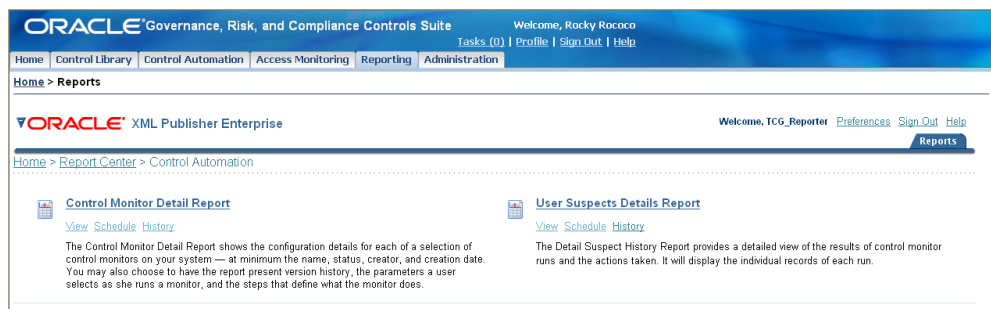 ORACLE Governance, Risk, and Compliance Controls Suite Welcome, Rocky Rococo
Tasks (0) | Profile | Sign Out | Help
Home Control Library Control Automation Access Monitoring Reporting Administration
Home > Reports
ORACLE XML Publisher Enterprise Welcome, TCG_Reporter Preferences Sign Out Help
Reports
Home > Report Center > Control Automation
Control Monitor Detail Report
View Schedule History
The Control Monitor Detail Report shows the configuration details for each of a selection of
control monitors on your system — at minimum the name, status, creator, and creation date.
You may also choose to have the report present version history, the parameters a user
selects as she runs a monitor, and the steps that define what the monitor does.
User Suspects Details Report
View Schedule History
The Detail Suspect History Report provides a detailed view of the results of control monitor
runs and the actions taken. It will display the individual records of each run.